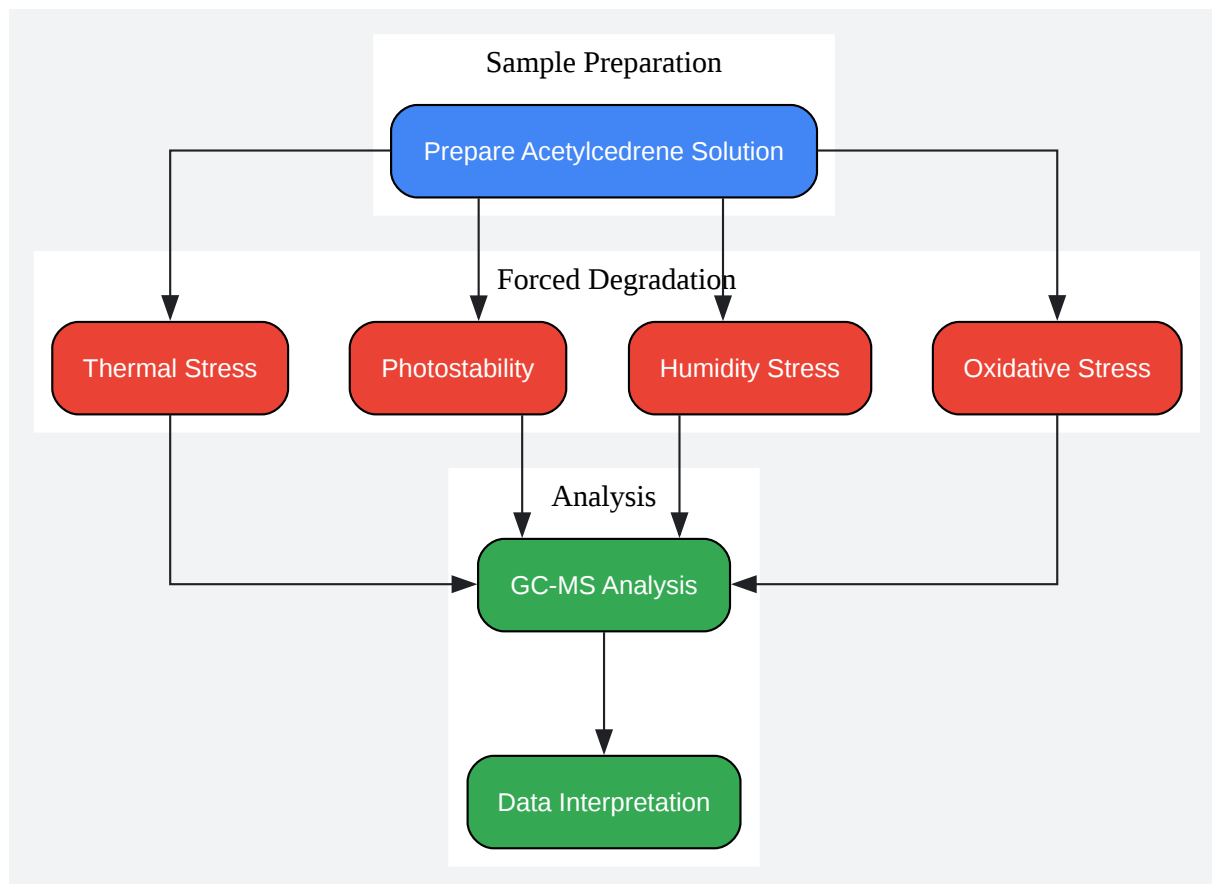 Sample Preparation
Prepare Acetylcedrene Solution
Forced Degradation
Thermal Stress
Photostability
Humidity Stress
Oxidative Stress
Analysis
GC-MS Analysis
Data Interpretation